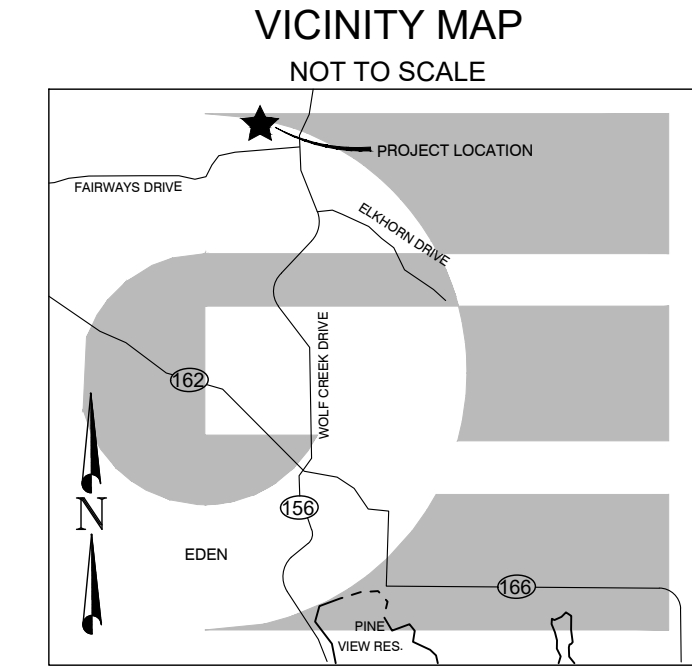 VICINITY MAP
NOT TO SCALE
PROJECT LOCATION
FAIRWAYS DRIVE
ELKHORN DRIVE
WOLF CREEK DRIVE
162
N
156
EDEN
166
PINE
VIEW RES.